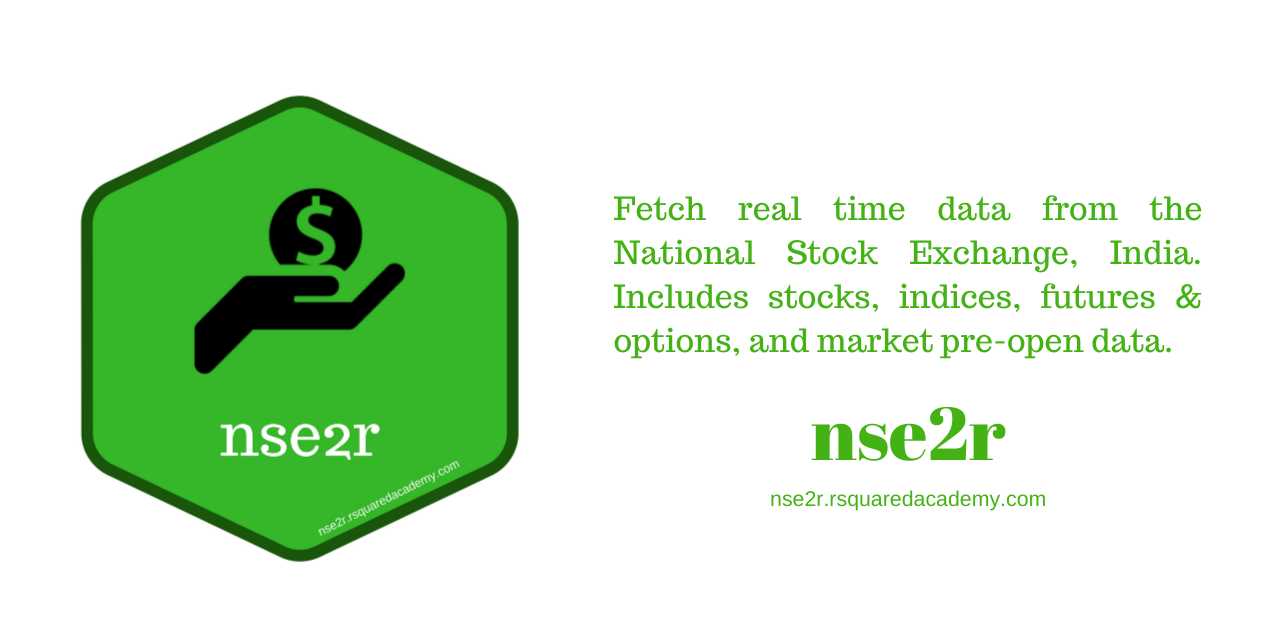 $
nse2r
nse2r.rsquaredacademy.com
Fetch real time data from the
National Stock Exchange, India.
Includes stocks, indices, futures &
options, and market pre-open data.
nse2r
nse2r.rsquaredacademy.com